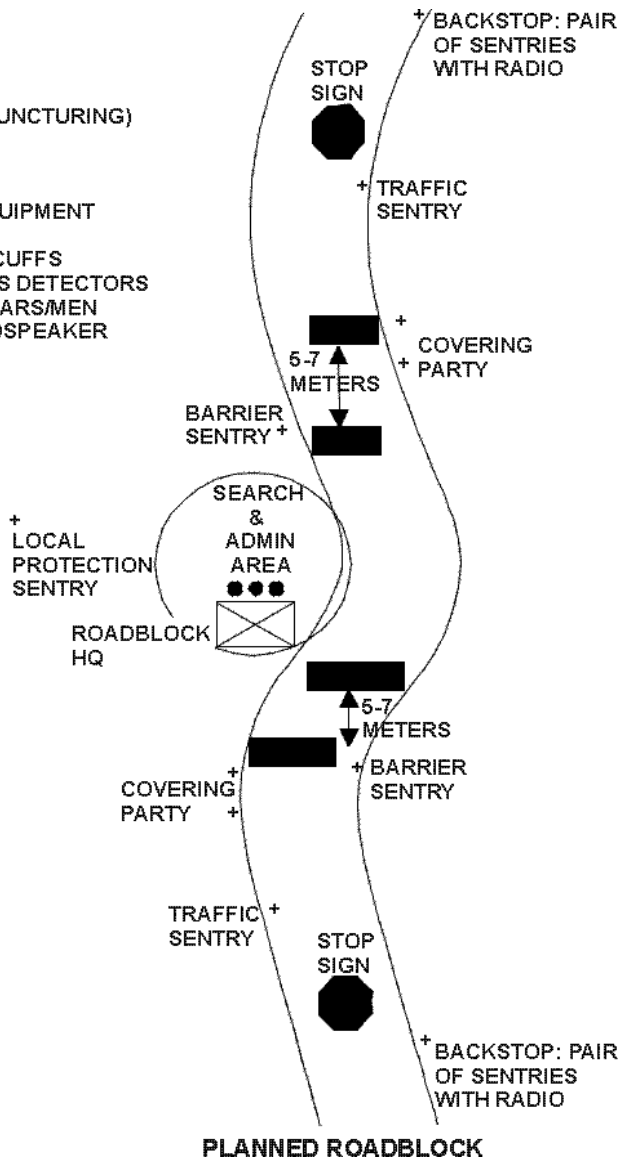 BACKSTOP: PAIR
OF SENTRIES
WITH RADIO
STOP
SIGN
UNCTURING)
TRAFFIC
SENTRY
UIPMENT
CUFFS
S DETECTORS
ARS/MEN
DSPEAKER
COVERING
PARTY
5-7
METERS
BARRIER
SENTRY
SEARCH
&
ADMIN
AREA
LOCAL
PROTECTION
SENTRY
ROADBLOCK
HQ
5-7
METERS
BARRIER
SENTRY
COVERING
PARTY
TRAFFIC
SENTRY
STOP
SIGN
BACKSTOP: PAIR
OF SENTRIES
WITH RADIO
PLANNED ROADBLOCK